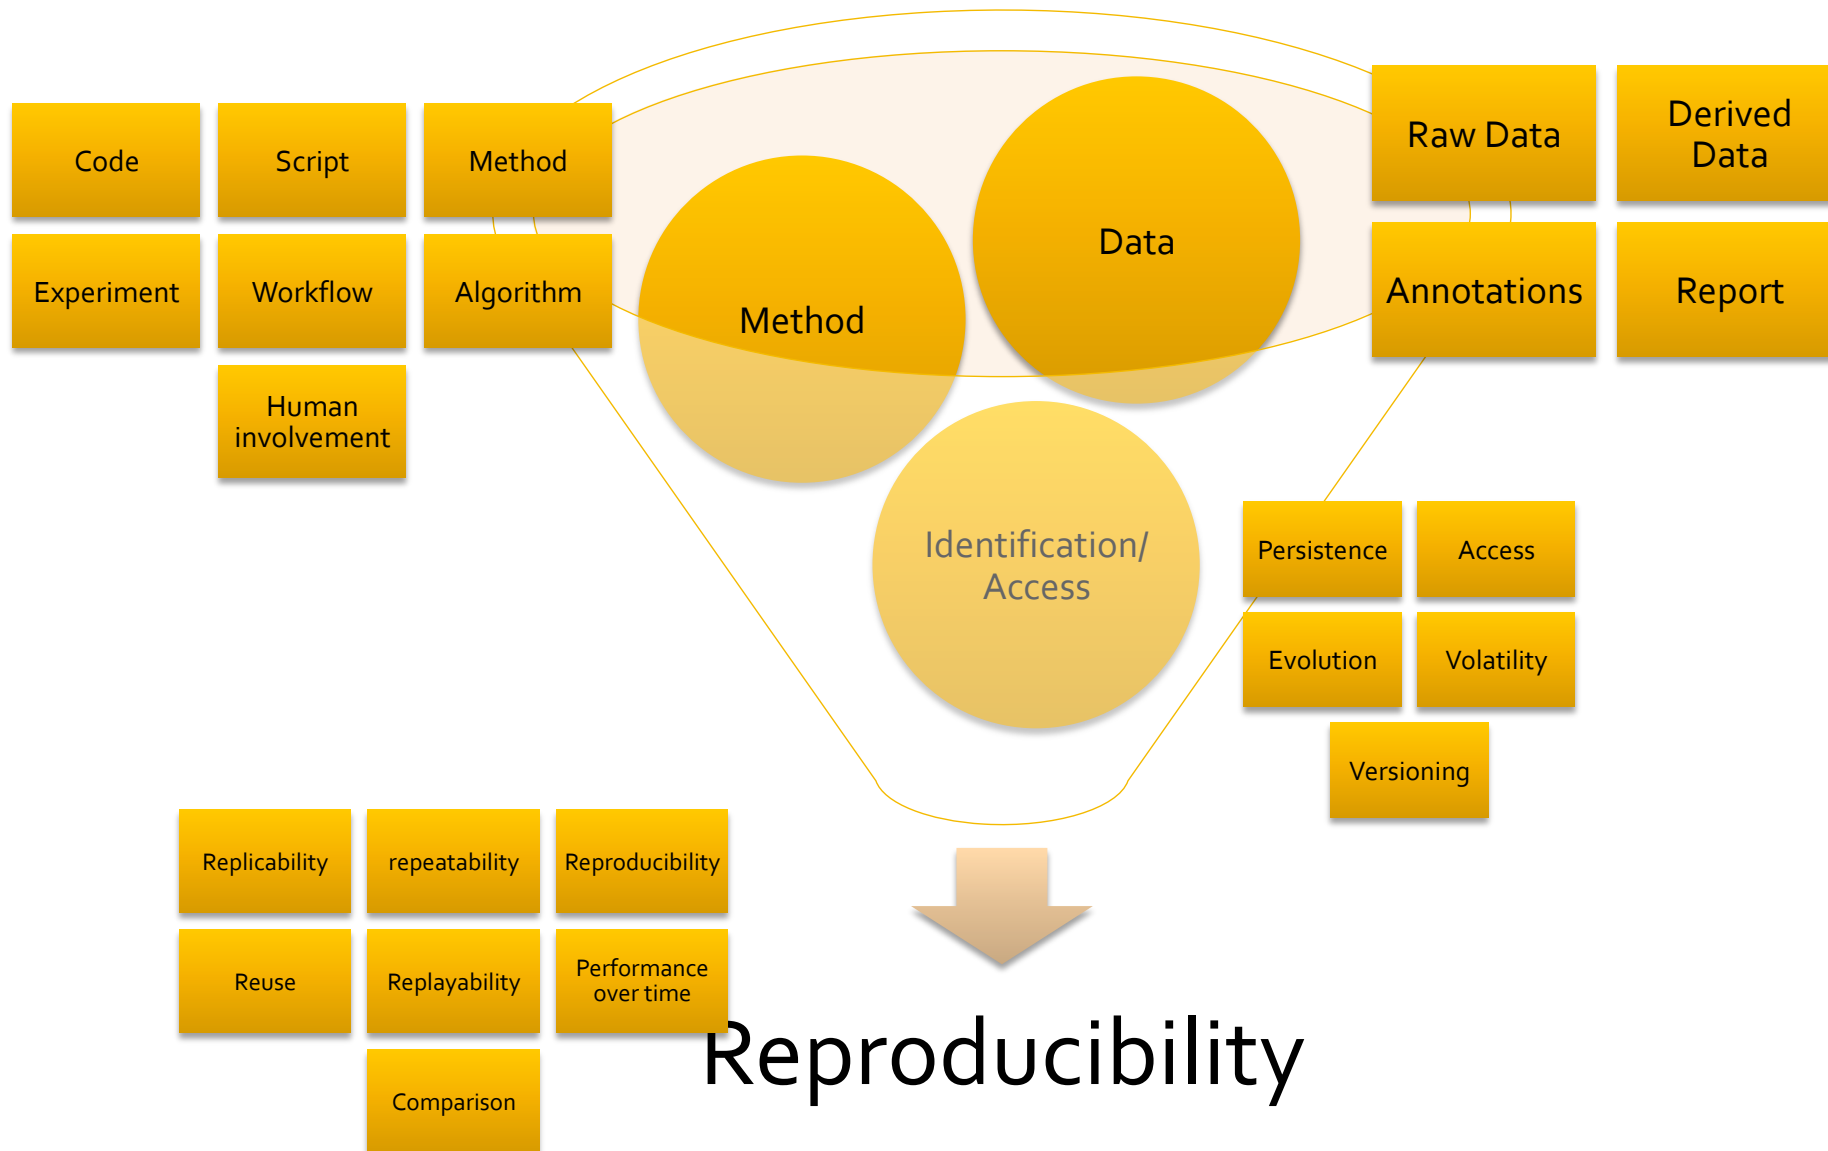 Code
Script
Method
Experiment
Workflow
Algorithm
Human
involvement
Method
Data
Identification/
Access
Raw Data
Derived
Data
Annotations
Report
Persistence
Access
Evolution
Volatility
Versioning
Replicability
repeatability
Reproducibility
Reuse
Replayability
Performance
over time
Comparison
Reproducibility